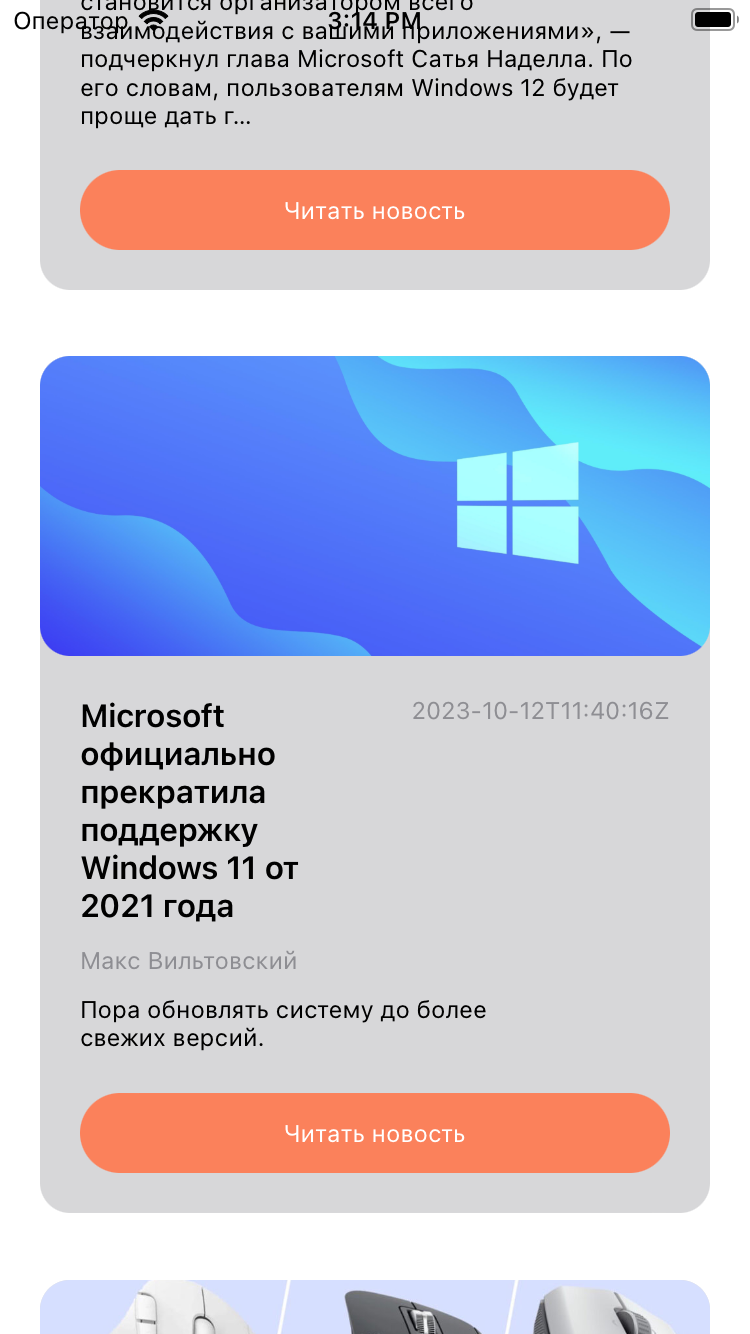 становится организатором всего
Оператор 3:14 PM
взаимодействия с вашими приложениями», —
подчеркнул глава Microsoft Сатья Наделла. По
его словам, пользователям Windows 12 будет
проще дать г...
Читать новость
Microsoft
официально
прекратила
поддержку
Windows 11 от
2021 года
2023-10-12T11:40:16Z
Макс Вильтовский
Пора обновлять систему до более
свежих версий.
Читать новость